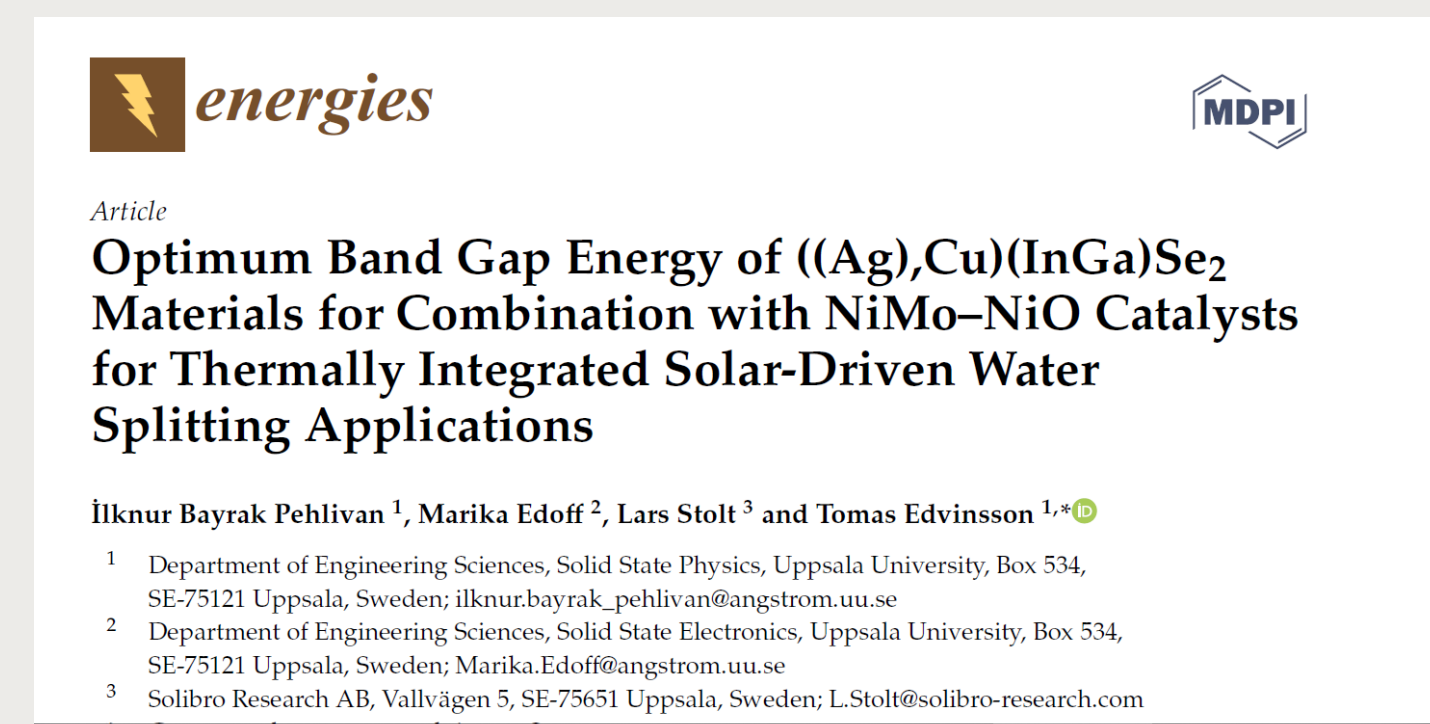 energies
MDPI
Article
Optimum Band Gap Energy of ((Ag),Cu)(InGa)Se₂
Materials for Combination with NiMo–NiO Catalysts
for Thermally Integrated Solar-Driven Water
Splitting Applications
İlknur Bayrak Pehlivan ¹, Marika Edoff ², Lars Stolt ³ and Tomas Edvinsson ¹,* iD
¹ Department of Engineering Sciences, Solid State Physics, Uppsala University, Box 534,
SE-75121 Uppsala, Sweden; ilknur.bayrak_pehlivan@angstrom.uu.se
² Department of Engineering Sciences, Solid State Electronics, Uppsala University, Box 534,
SE-75121 Uppsala, Sweden; Marika.Edoff@angstrom.uu.se
³ Solibro Research AB, Vallvägen 5, SE-75651 Uppsala, Sweden; L.Stolt@solibro-research.com